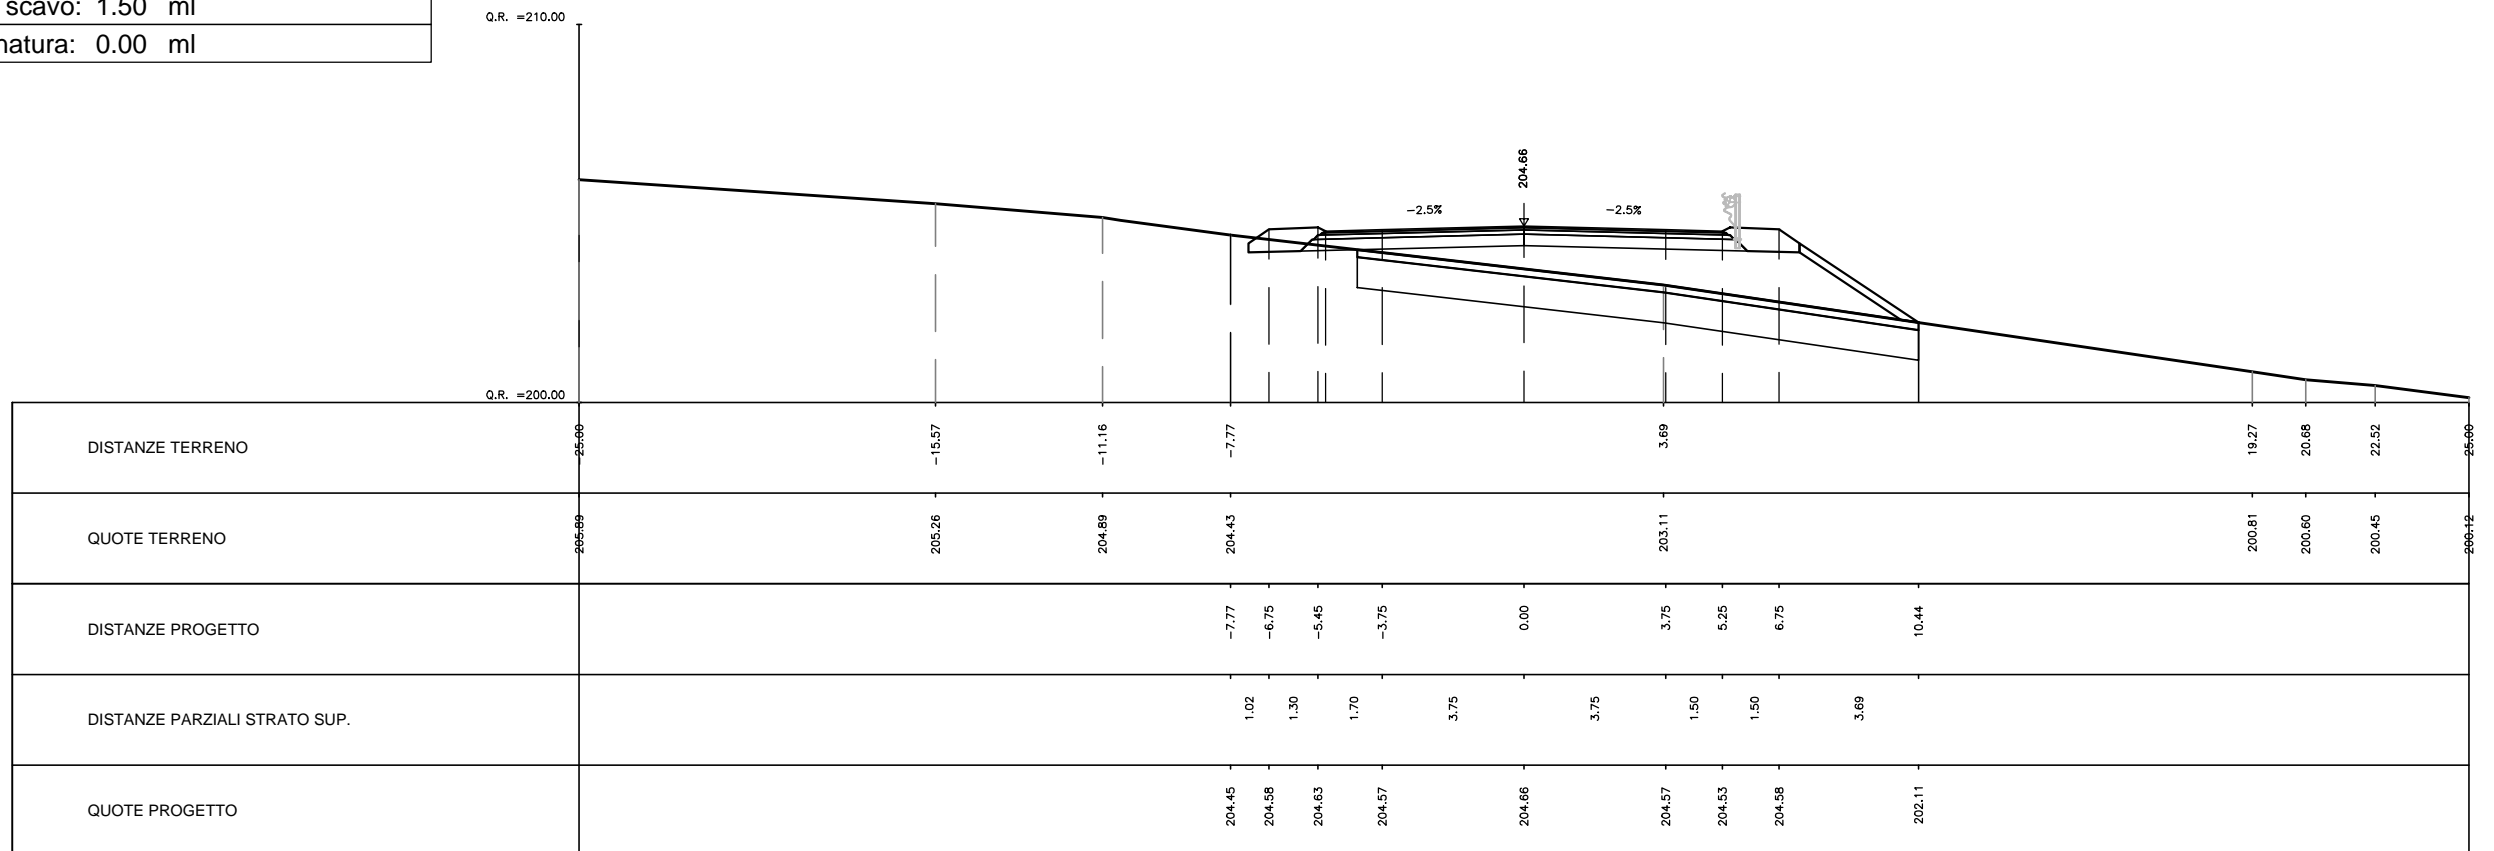 scavo: 1.50 ml
natura: 0.00 ml
Q.R. =210.00
204.66
-2.5% -2.5%
Q.R. =200.00
DISTANZE TERRENO -25.00 -15.57 -11.16 -7.77 3.69 19.27 20.68 22.52 25.00
QUOTE TERRENO 205.89 205.26 204.89 204.43 203.11 200.81 200.60 200.45 200.12
DISTANZE PROGETTO -7.77 -6.75 -5.45 -3.75 0.00 3.75 5.25 6.75 10.44
DISTANZE PARZIALI STRATO SUP. 1.02 1.30 1.70 3.75 3.75 1.50 1.50 3.69
QUOTE PROGETTO 204.45 204.58 204.63 204.57 204.66 204.57 204.53 204.58 202.11